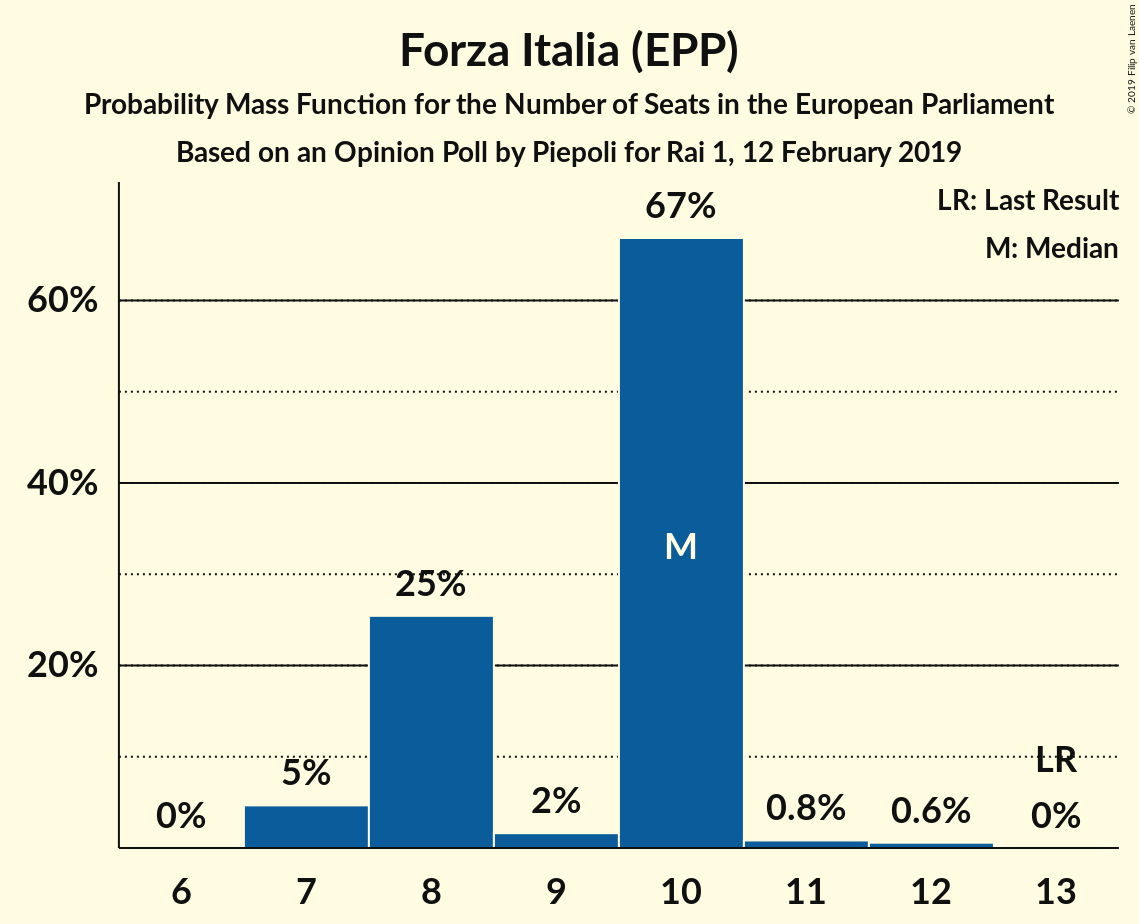 Forza Italia (EPP)
Probability Mass Function for the Number of Seats in the European Parliament
Based on an Opinion Poll by Piepoli for Rai 1, 12 February 2019
© 2019 Filip van Laenen
LR: Last Result
M: Median
67%
60%
40%
20%
M
25%
5%
0%
2%
0.8%
0.6%
LR
0%
6 7 8 9 10 11 12 13